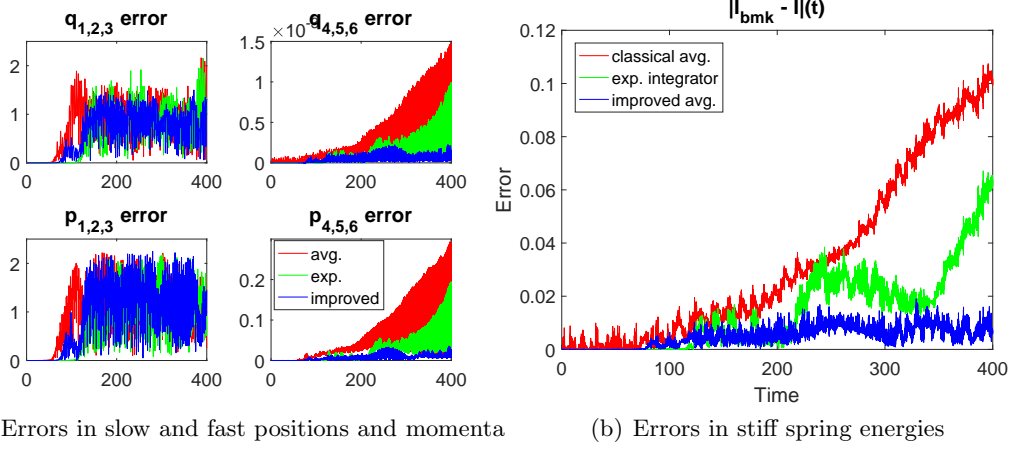 q1,2,3 error
2
1
0
0 200 400
×10
q4,5,6 error
1.5
1
0.5
0
0 200 400
p1,2,3 error
2
1
0
0 200 400
p4,5,6 error
0.2
0.1
0
avg.
exp.
improved
0 200 400
Errors in slow and fast positions and momenta
|Ibmk - I|(t)
0.12
0.1
0.08
0.06
0.04
0.02
0
Error
classical avg.
exp. integrator
improved avg.
0 100 200 300 400
Time
(b) Errors in stiff spring energies